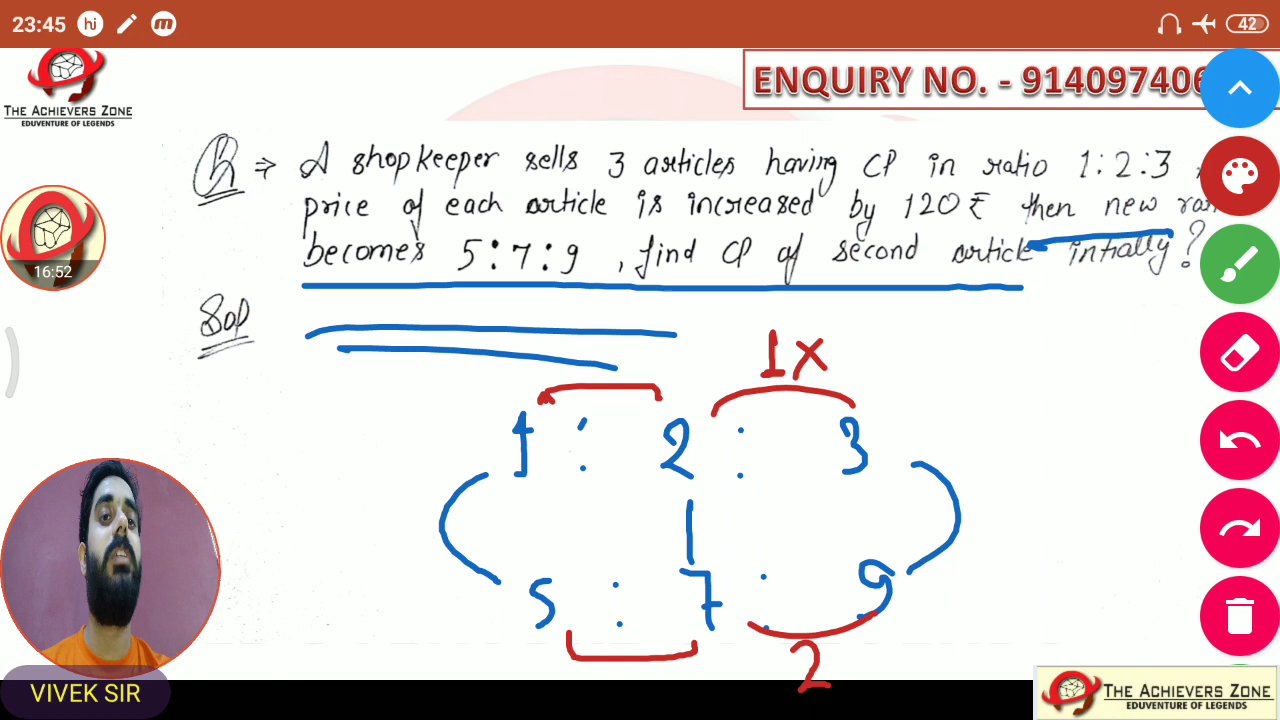 23:45 hi m 42
THE ACHIEVERS ZONE
EDUVENTURE OF LEGENDS
ENQUIRY NO. - 914097406
Q ⇒ A shopkeeper sells 3 articles having CP in ratio 1:2:3,
price of each article is increased by 120₹ then new
becomes 5:7:9, find CP of second article intially?
16:52
Sol
1x
1 : 2 : 3
5 : 7 : 9
2
VIVEK SIR
THE ACHIEVERS ZONE
EDUVENTURE OF LEGENDS